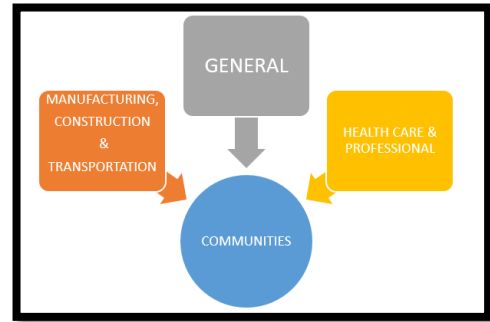 GENERAL
MANUFACTURING,
CONSTRUCTION
&
TRANSPORTATION
HEALTH CARE &
PROFESSIONAL
COMMUNITIES